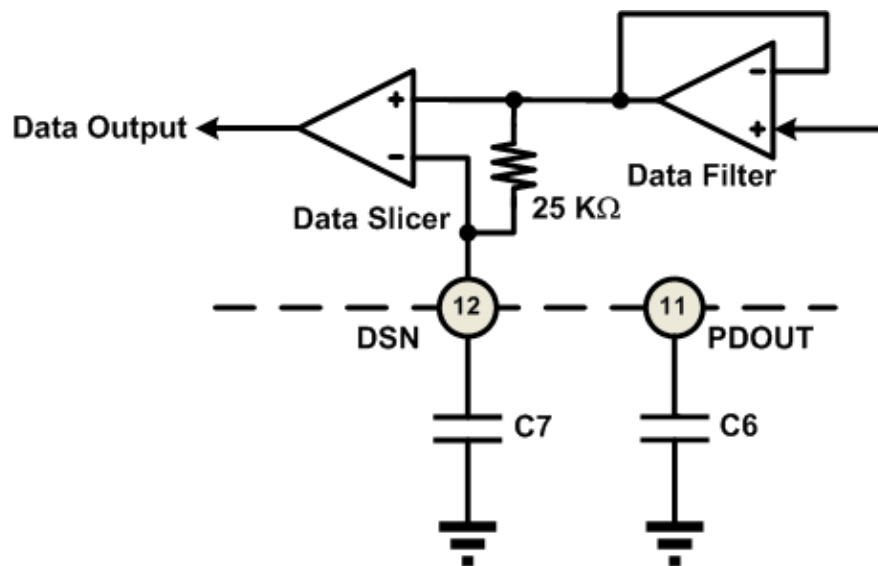 -
+
+
Data Output
-
Data Filter
25 KΩ
Data Slicer
12
11
DSN
PDOUT
C7
C6